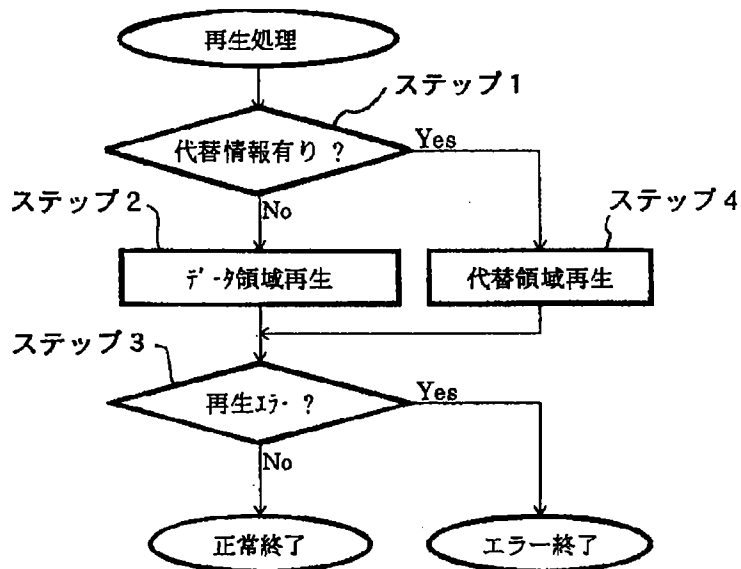 再生処理
ステップ1
代替情報有り ?
Yes
ステップ2
No
ステップ4
ﾃﾞｰﾀ領域再生
代替領域再生
ステップ3
再生ｴﾗｰ ?
Yes
No
正常終了
エラー終了